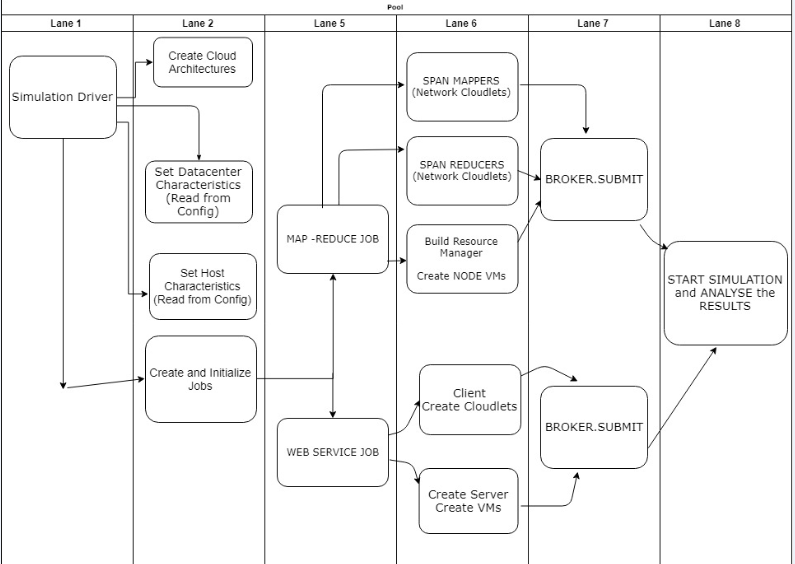 Pool
Lane 1
Lane 2
Lane 5
Lane 6
Lane 7
Lane 8
Simulation Driver
Create Cloud
Architectures
Set Datacenter
Characteristics
(Read from
Config)
Set Host
Characteristics
(Read from Config)
Create and Initialize
Jobs
MAP -REDUCE JOB
WEB SERVICE JOB
SPAN MAPPERS
(Network Cloudlets)
SPAN REDUCERS
(Network Cloudlets)
Build Resource
Manager
Create NODE VMs
Client
Create Cloudlets
Create Server
Create VMs
BROKER.SUBMIT
BROKER.SUBMIT
START SIMULATION
and ANALYSE the
RESULTS